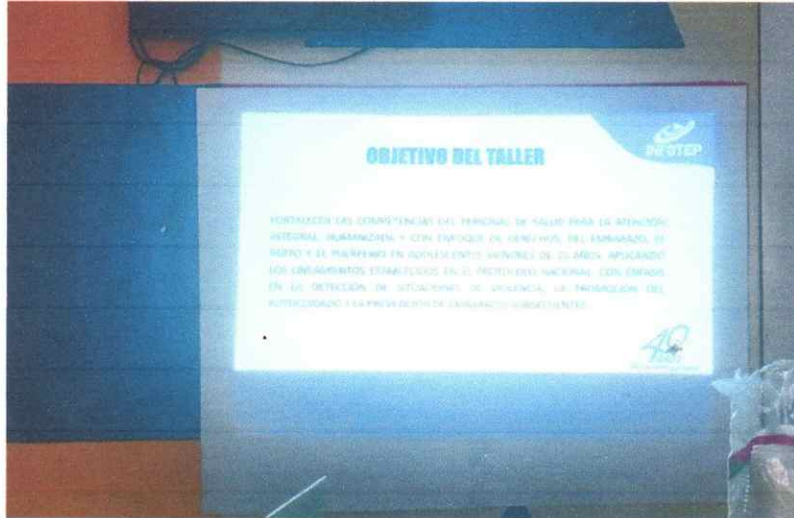 OBJETIVO DEL TALLER
INFOTEP
FORTALECER LAS COMPETENCIAS DEL PERSONAL DE SALUD PARA LA ATENCIÓN
INTEGRAL, HUMANIZADA Y CON ENFOQUE DE DERECHOS, DEL EMBARAZO, EL
PARTO Y EL PUERPERIO EN ADOLESCENTES MENORES DE 15 AÑOS, APLICANDO
LOS LINEAMIENTOS ESTABLECIDOS EN EL PROTOCOLO NACIONAL, CON ÉNFASIS
EN LA DETECCIÓN DE SITUACIONES DE VIOLENCIA, LA PROMOCIÓN DEL
AUTOCUIDADO Y LA PREVENCIÓN DE EMBARAZOS SUBSECUENTES.
40